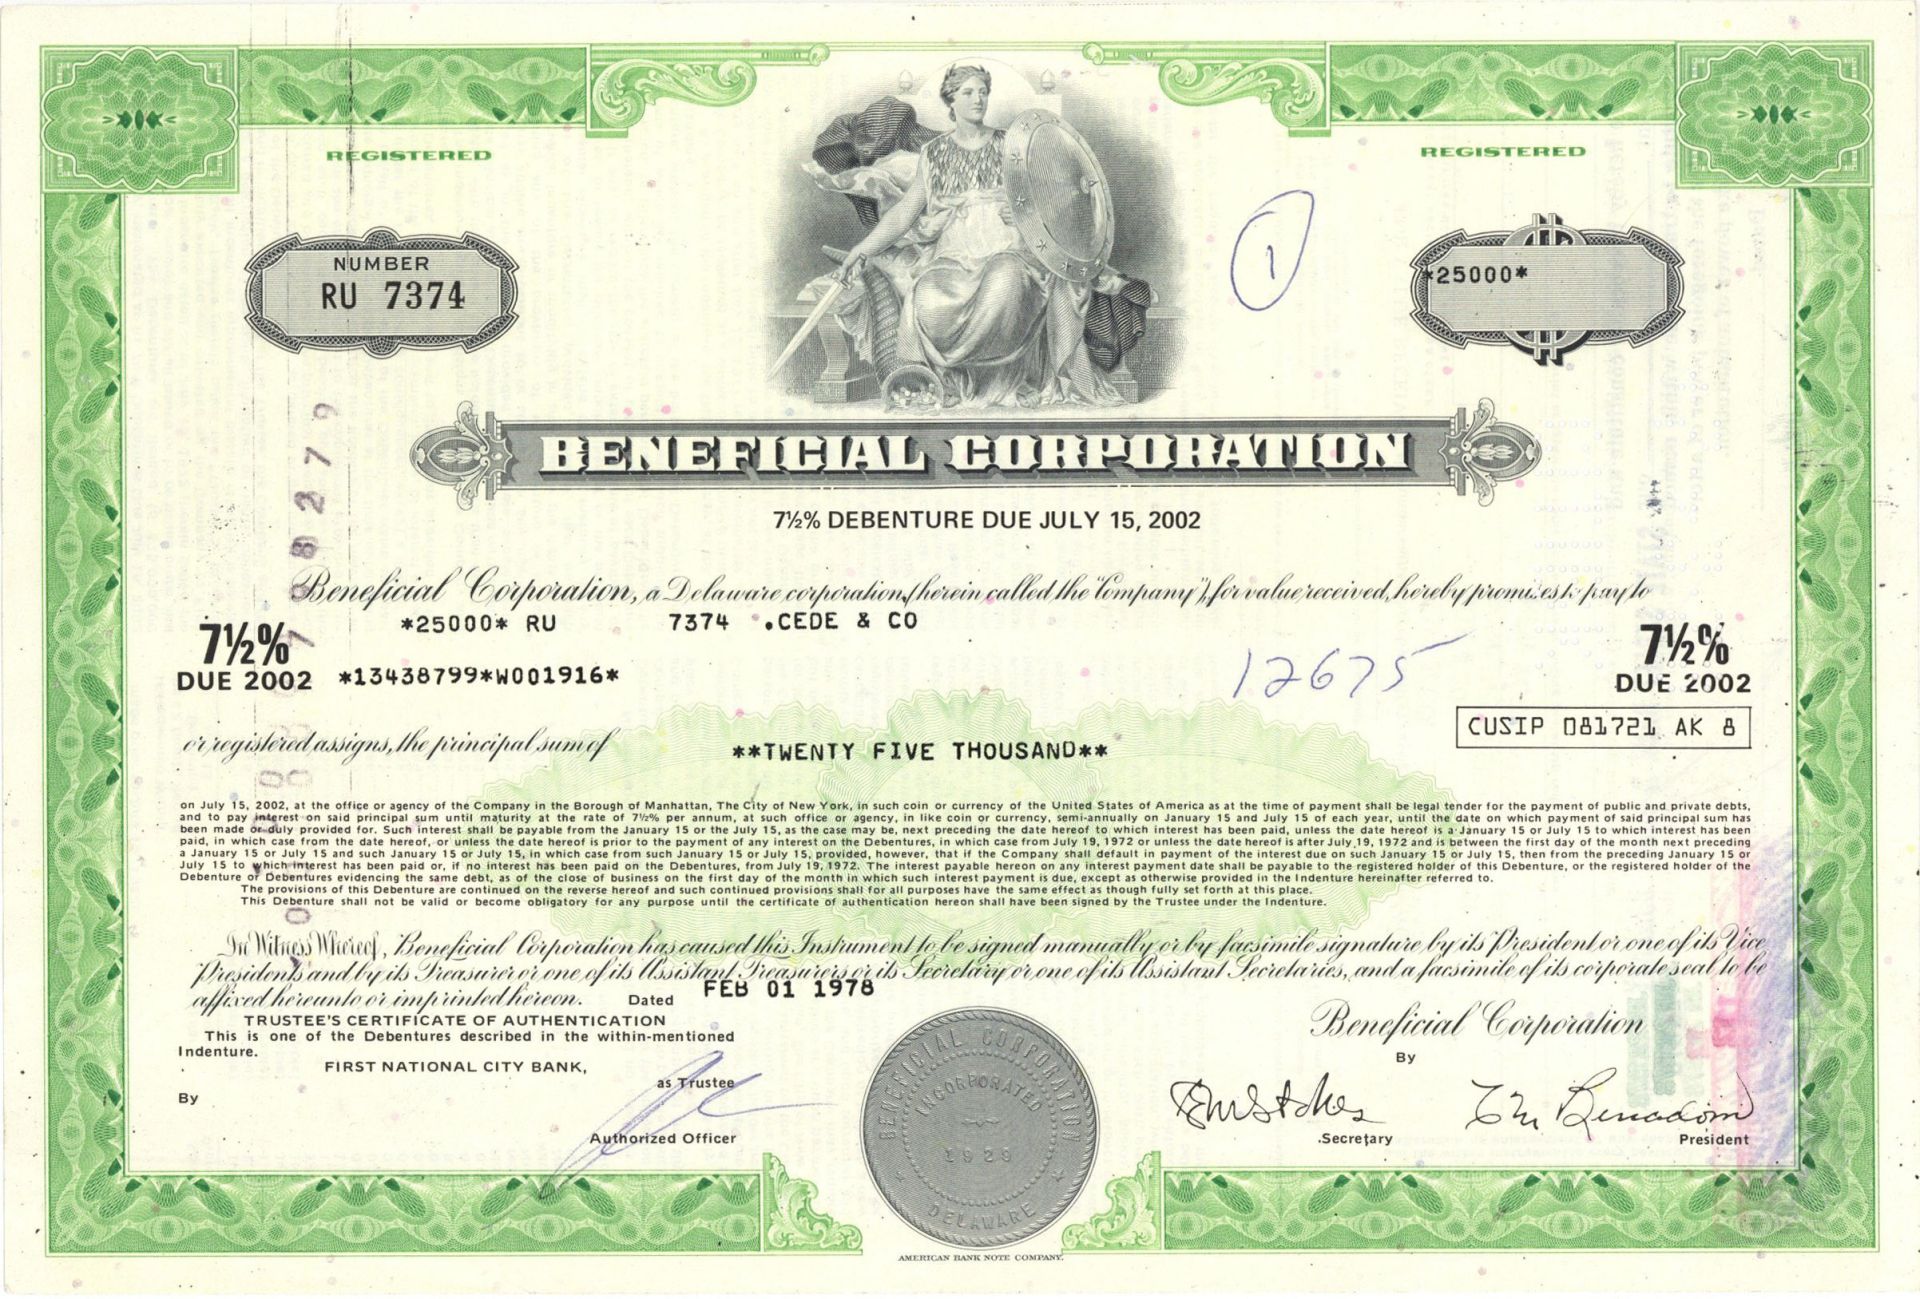 REGISTERED
REGISTERED
NUMBER
RU 7374
1
*25000*
BENEFICIAL CORPORATION
7½% DEBENTURE DUE JULY 15, 2002
Beneficial Corporation, a Delaware corporation, (herein called the "Company"), for value received, hereby promises to pay to
*25000* RU 7374 .CEDE & CO
7½%
DUE 2002
*13438799*W001916*
12675
7½%
DUE 2002
CUSIP 081721 AK 8
or registered assigns, the principal sum of **TWENTY FIVE THOUSAND**
on July 15, 2002, at the office or agency of the Company in the Borough of Manhattan, The City of New York, in such coin or currency of the United States of America as at the time of payment shall be legal tender for the payment of public and private debts,
and to pay interest on said principal sum until maturity at the rate of 7½% per annum, at such office or agency, in like coin or currency, semi-annually on January 15 and July 15 of each year, until the date on which payment of said principal sum has
been made or duly provided for. Such interest shall be payable from the January 15 or the July 15, as the case may be, next preceding the date hereof to which interest has been paid, unless the date hereof is a January 15 or July 15 to which interest has been
paid, in which case from the date hereof, or unless the date hereof is prior to the payment of any interest on the Debentures, in which case from July 19, 1972 or unless the date hereof is after July 19, 1972 and is between the first day of the month next preceding
a January 15 or July 15 and such January 15 or July 15, in which case from such January 15 or July 15, provided, however, that if the Company shall default in payment of the interest due on such January 15 or July 15, then from the preceding January 15 or
July 15 to which interest has been paid or, if no interest has been paid on the Debentures, from July 19, 1972. The interest payable hereon on any interest payment date shall be payable to the registered holder of this Debenture, or the registered holder of the
Debenture or Debentures evidencing the same debt, as of the close of business on the first day of the month in which such interest payment is due, except as otherwise provided in the Indenture hereinafter referred to.
The provisions of this Debenture are continued on the reverse hereof and such continued provisions shall for all purposes have the same effect as though fully set forth at this place.
This Debenture shall not be valid or become obligatory for any purpose until the certificate of authentication hereon shall have been signed by the Trustee under the Indenture.
In Witness Whereof, Beneficial Corporation has caused this Instrument to be signed manually or by facsimile signature by its President or one of its Vice
Presidents and by its Treasurer or one of its Assistant Treasurers or its Secretary or one of its Assistant Secretaries, and a facsimile of its corporate seal to be
affixed hereunto or imprinted hereon. Dated FEB 01 1978
TRUSTEE'S CERTIFICATE OF AUTHENTICATION
This is one of the Debentures described in the within-mentioned
Indenture.
FIRST NATIONAL CITY BANK,
as Trustee
By
Authorized Officer
BENEFICIAL CORPORATION
INCORPORATED
1929
DELAWARE
Beneficial Corporation
By
Secretary
President
AMERICAN BANK NOTE COMPANY.